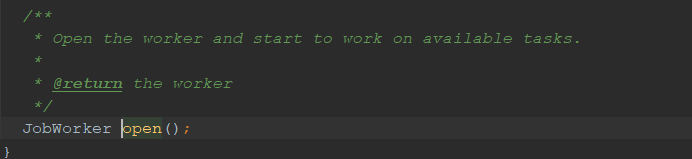 /**
 * Open the worker and start to work on available tasks.
 *
 * @return the worker
 */
JobWorker open();
}